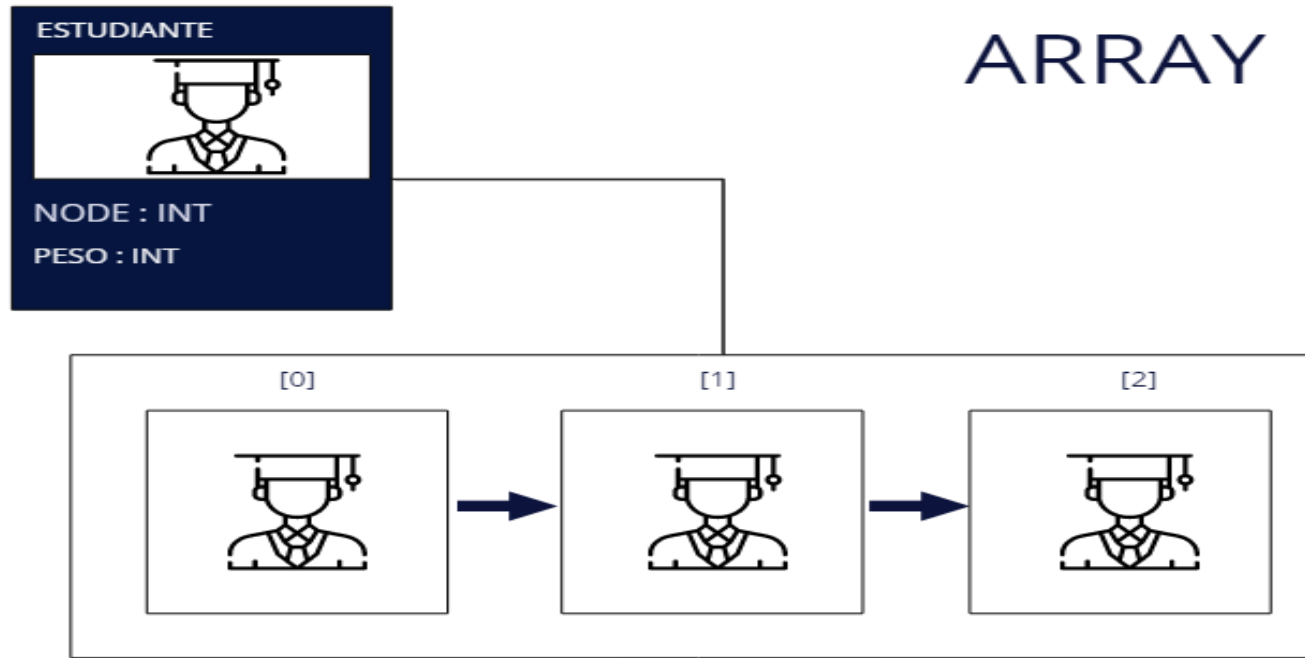 ESTUDIANTE
ARRAY
NODE : INT
PESO : INT
[0] [1] [2]